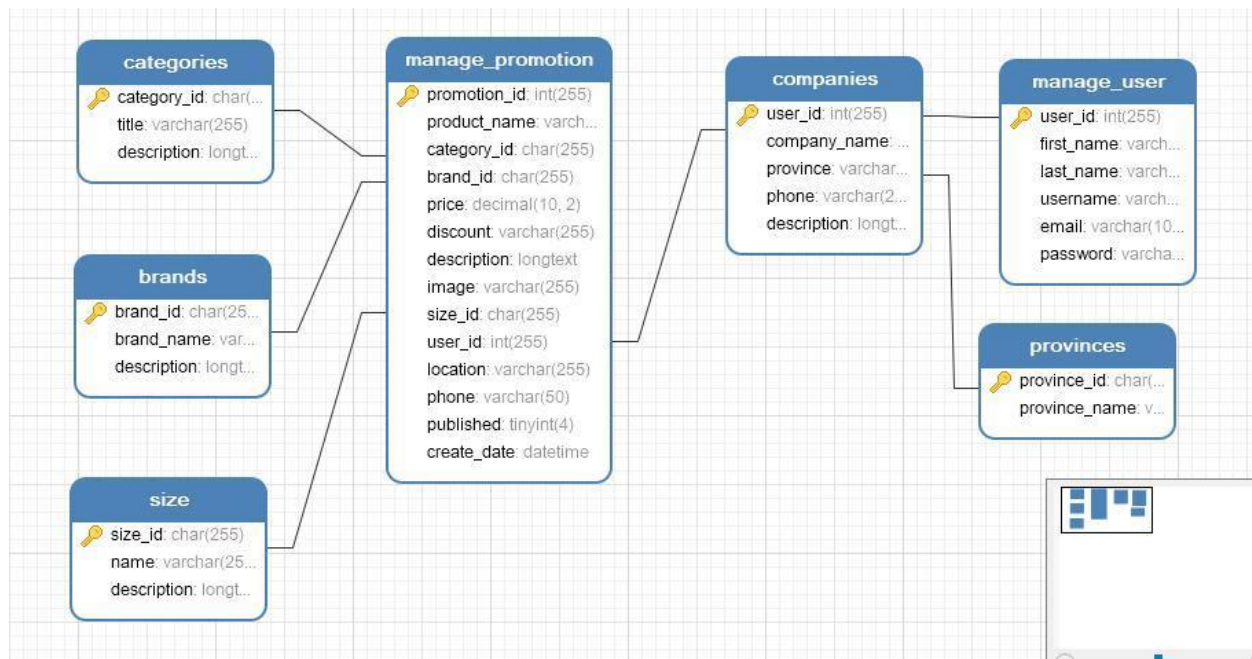 categories
category_id: char(...
title: varchar(255)
description: longt...
brands
brand_id: char(25...
brand_name: var...
description: longt...
size
size_id: char(255)
name: varchar(25...
description: longt...
manage_promotion
promotion_id: int(255)
product_name: varch...
category_id: char(255)
brand_id: char(255)
price: decimal(10, 2)
discount: varchar(255)
description: longtext
image: varchar(255)
size_id: char(255)
user_id: int(255)
location: varchar(255)
phone: varchar(50)
published: tinyint(4)
create_date: datetime
companies
user_id: int(255)
company_name: ...
province: varchar...
phone: varchar(2...
description: longt...
manage_user
user_id: int(255)
first_name: varch...
last_name: varch...
username: varch...
email: varchar(10...
password: varcha...
provinces
province_id: char(...
province_name: v...